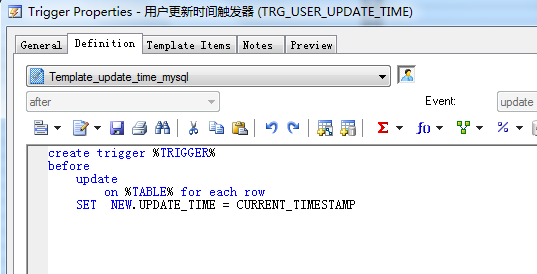 Trigger Properties - 用户更新时间触发器 (TRG_USER_UPDATE_TIME)
General Definition Template Items Notes Preview
Template_update_time_mysql
after Event: update
Σ f() %
create trigger %TRIGGER%
before
update
on %TABLE% for each row
SET NEW.UPDATE_TIME = CURRENT_TIMESTAMP